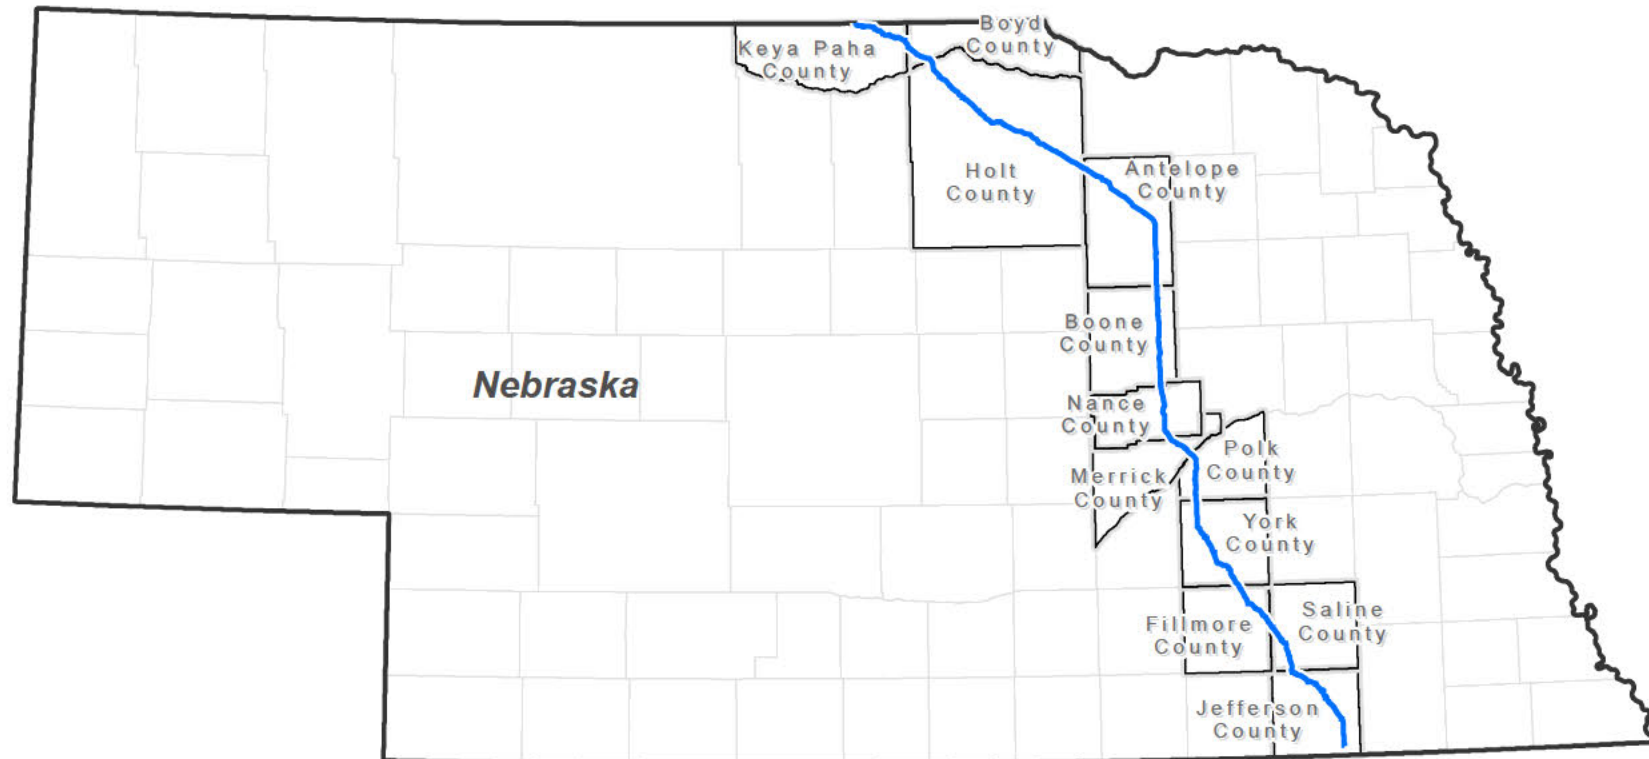 Boyd
County
Keya Paha
County
Holt
County
Antelope
County
Boone
County
Nebraska
Nance
County
Polk
County
Merrick
County
York
County
Saline
County
Fillmore
County
Jefferson
County